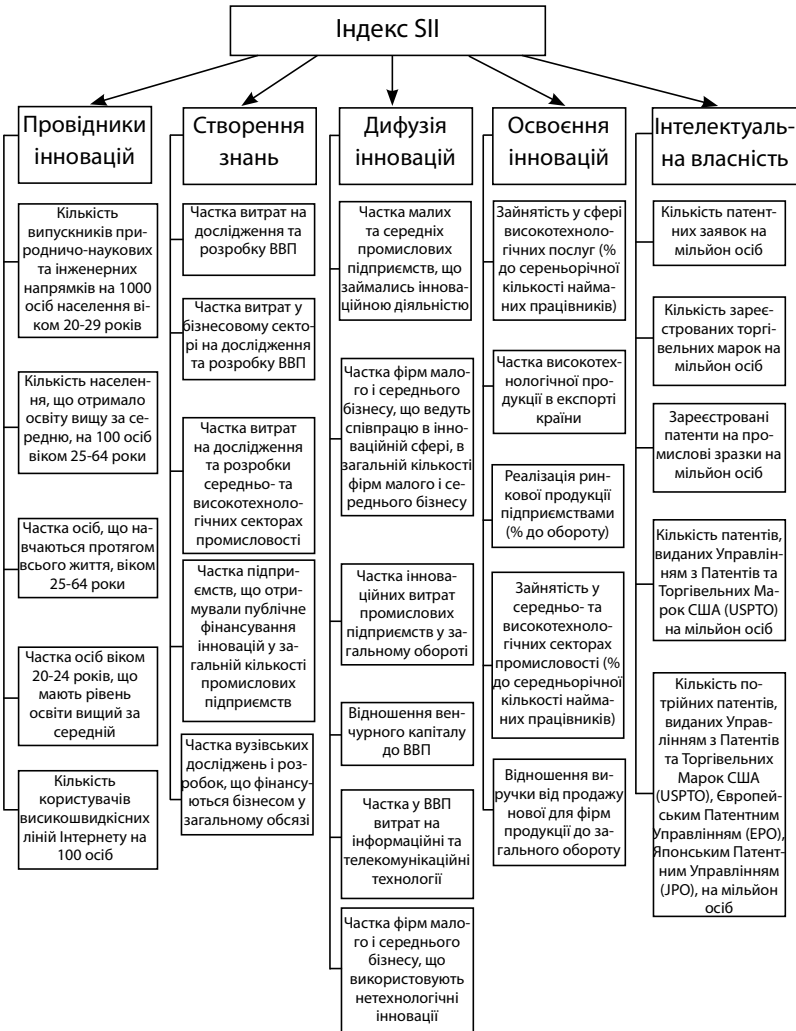 Індекс SII
Провідники
інновацій
Кількість
випускників при-
родничо-наукових
та інженерних
напрямків на 1000
осіб населення ві-
ком 20-29 років
Кількість населен-
ня, що отримало
освіту вищу за се-
редню, на 100 осіб
віком 25-64 роки
Частка осіб, що на-
вчаються протягом
всього життя, віком
25-64 роки
Частка осіб віком
20-24 років, що
мають рівень
освіти вищий за
середній
Кількість
користувачів
висикошвидкісних
ліній Інтернету на
100 осіб
Створення
знань
Частка витрат на
дослідження та
розробку ВВП
Частка витрат у
бізнесовому секто-
рі на дослідження
та розробку ВВП
Частка витрат
на дослідження
та розробки
середньо- та
високотехноло-
гічних секторах
промисловості
Частка підпри-
ємств, що отри-
мували публічне
фінансування
інновацій у за-
гальній кількості
промислових
підприємств
Частка вузівських
досліджень і роз-
робок, що фінансу-
ються бізнесом у
загальному обсязі
Дифузія
інновацій
Частка малих
та середніх
промислових
підприємств, що
займались іннова-
ційною діяльністю
Частка фірм мало-
го і середнього
бізнесу, що ведуть
співпрацю в інно-
ваційній сфері, в
загальній кількості
фірм малого і се-
реднього бізнесу
Частка іннова-
ційних витрат
промислових
підприємств у за-
гальному обороті
Відношення вен-
чурного капіталу
до ВВП
Частка у ВВП
витрат на
інформаційні та
телекомунікаційні
технології
Частка фірм мало-
го і середнього
бізнесу, що
використовують
нетехнологічні
інновації
Освоєння
інновацій
Зайнятість у сфері
високотехноло-
гічних послуг (%
до сереньорічної
кількості найма-
них працівників)
Частка високотех-
нологічної про-
дукції в експорті
країни
Реалізація рин-
кової продукції
підприємствами
(% до обороту)
Зайнятість у
середньо- та
високотехноло-
гічних секторах
промисловості (%
до середньорічної
кількості найма-
них працівників)
Відношення ви-
ручки від продажу
нової для фірм
продукції до за-
гального обороту
Інтелектуаль-
на власність
Кількість патент-
них заявок на
мільйон осіб
Кількість зареє-
строваних торгі-
вельних марок на
мільйон осіб
Зареєстровані
патенти на про-
мислові зразки на
мільйон осіб
Кількість патентів,
виданих Управлін-
ням з Патентів та
Торгівельних Ма-
рок США (USPTO)
на мільйон осіб
Кількість по-
трійних патентів,
виданих Управ-
лінням з Патентів
та Торгівельних
Марок США
(USPTO), Європей-
ським Патентним
Управлінням (EPO),
Японським Патент-
ним Управлінням
(JPO), на мільйон
осіб